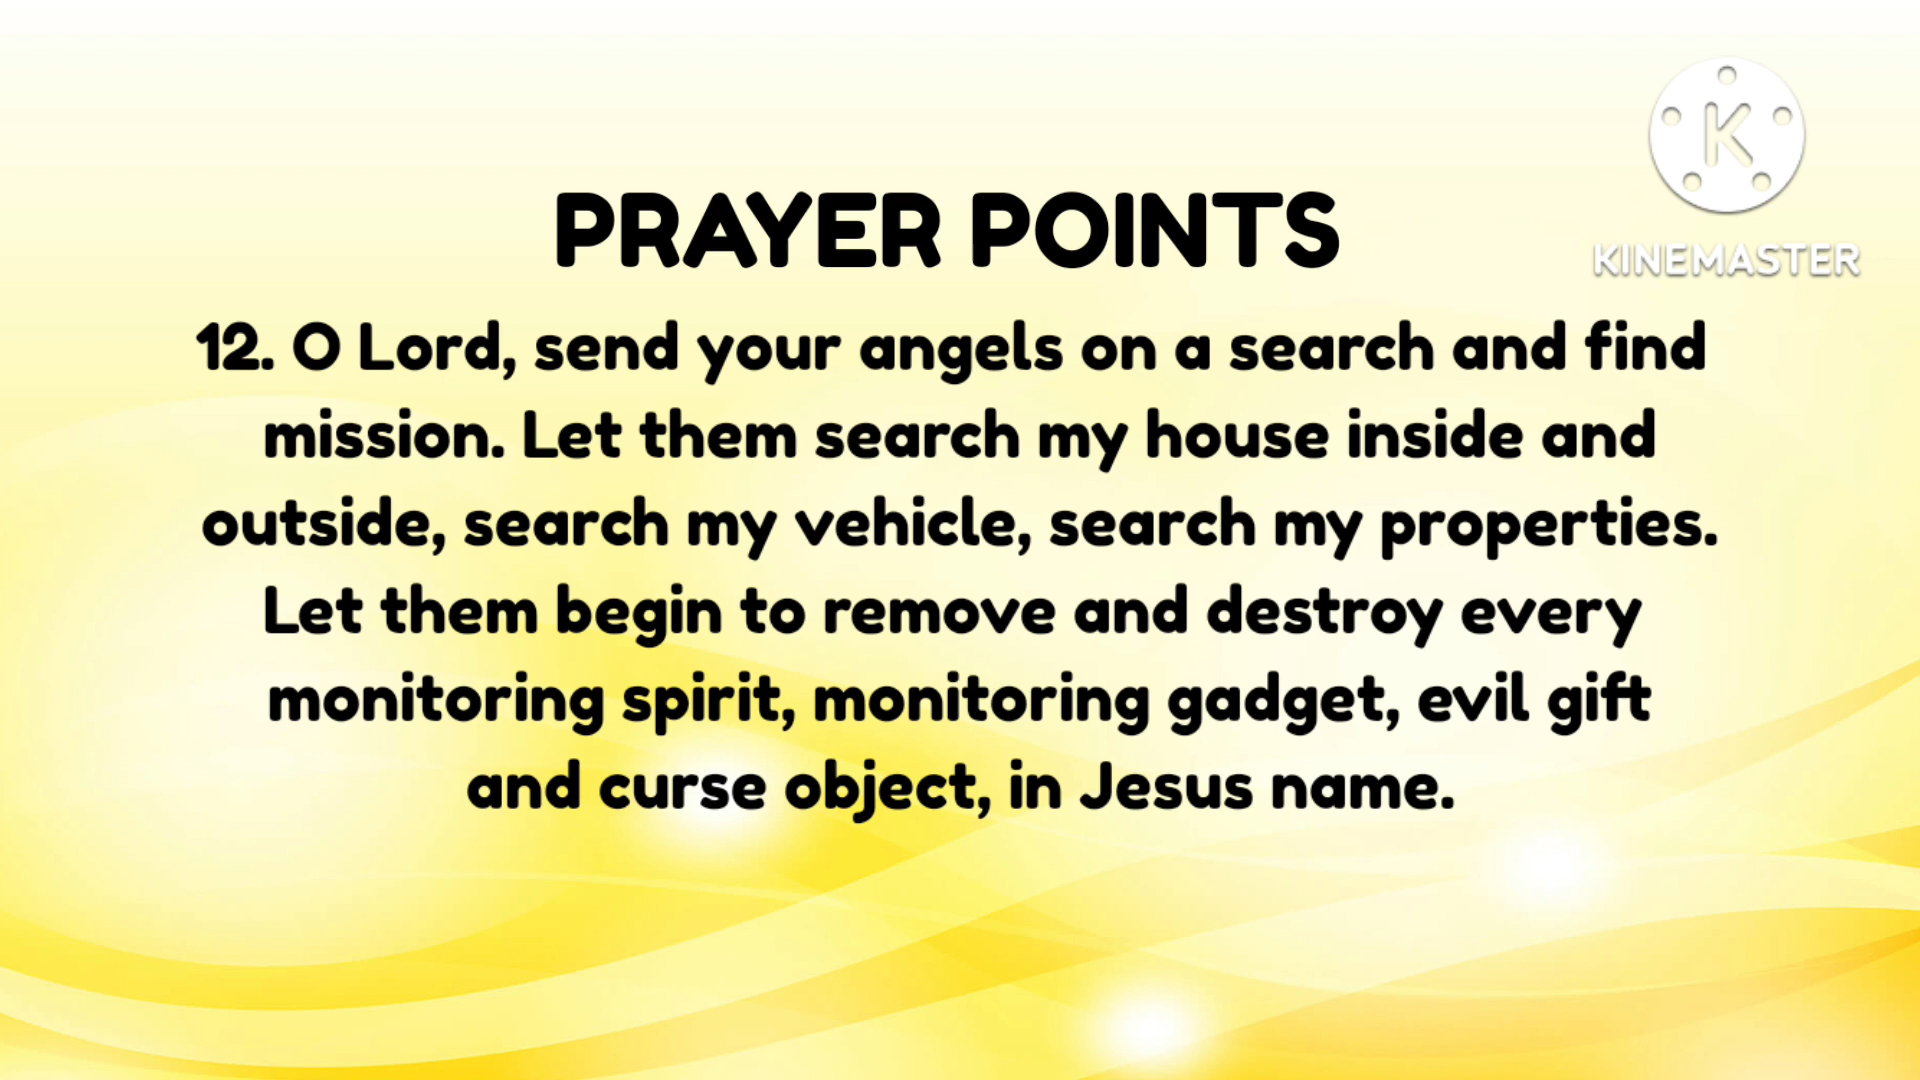 K
KINEMASTER
PRAYER POINTS
12. O Lord, send your angels on a search and find
mission. Let them search my house inside and
outside, search my vehicle, search my properties.
Let them begin to remove and destroy every
monitoring spirit, monitoring gadget, evil gift
and curse object, in Jesus name.